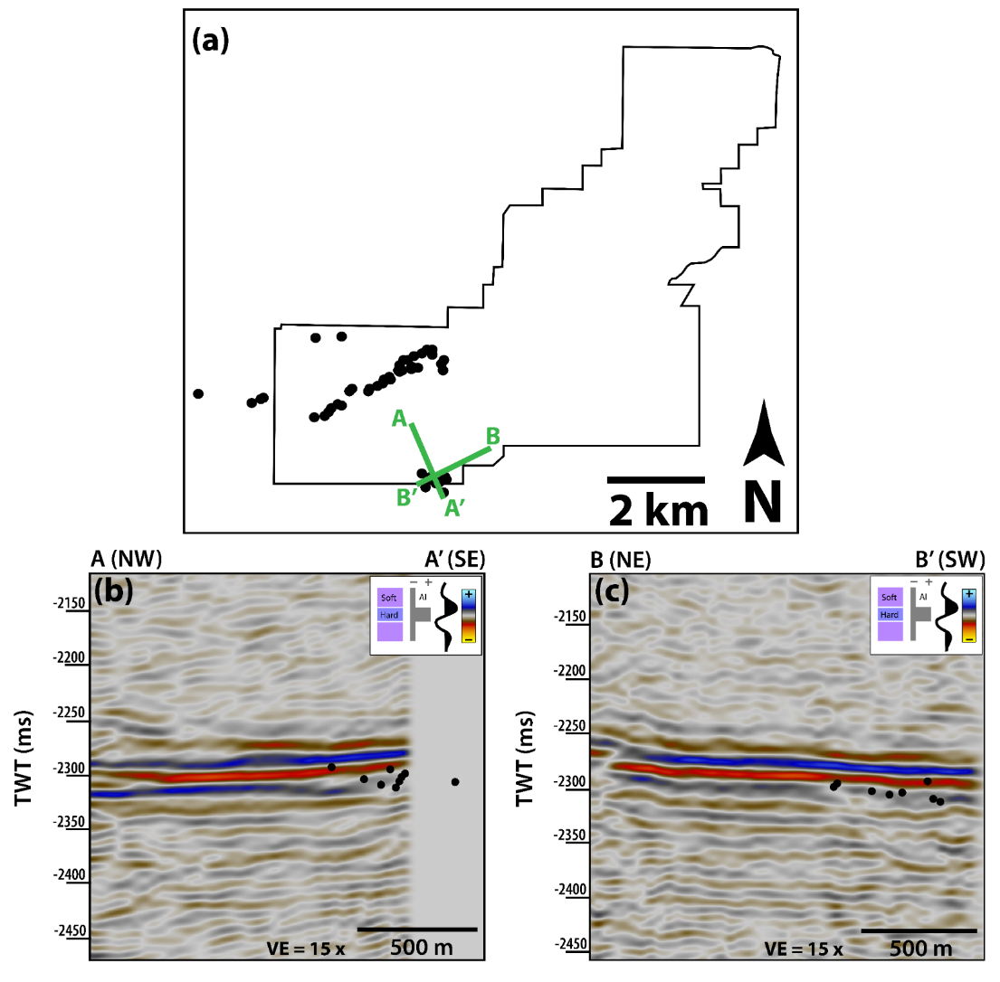 (a)
A
B
B′
A′
2 km
N
A (NW)
A′ (SE)
(b)
− +
Soft
AI
Hard
+
−
TWT (ms)
-2150
-2200
-2250
-2300
-2350
-2400
-2450
VE = 15 x
500 m
B (NE)
B′ (SW)
(c)
− +
Soft
AI
Hard
+
−
TWT (ms)
-2150
-2200
-2250
-2300
-2350
-2400
-2450
VE = 15 x
500 m